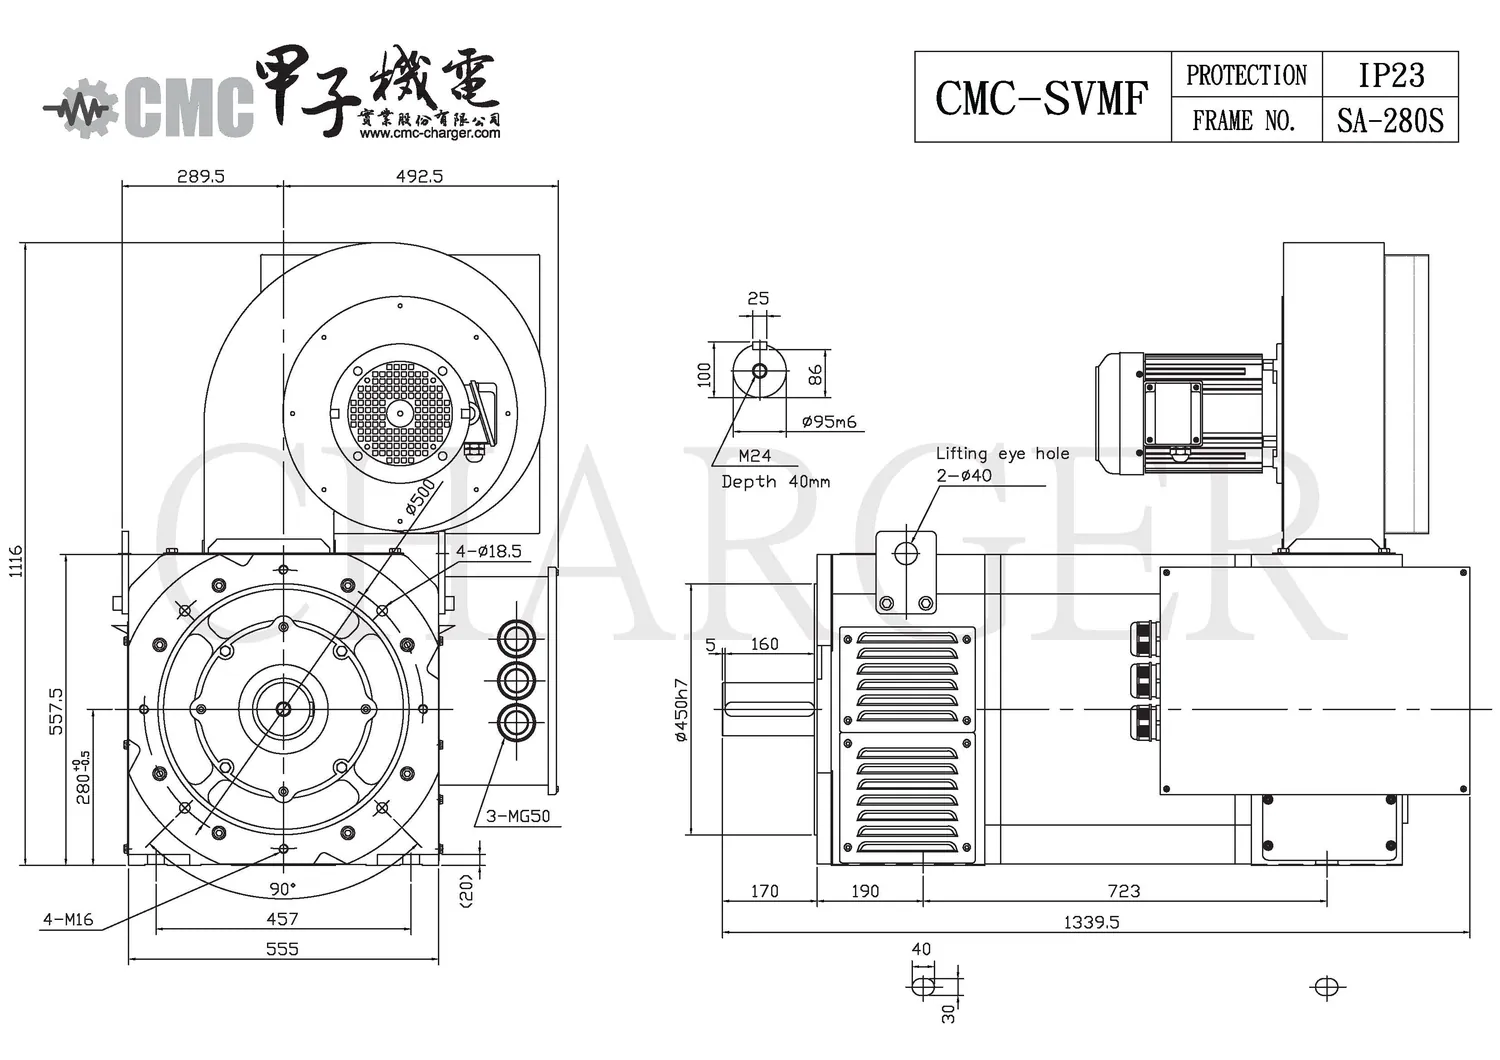 CMC 甲子機電
實業股份有限公司
www.cmc-charger.com
CMC-SVMF
PROTECTION IP23
FRAME NO. SA-280S
289.5 492.5
1116
557.5
280 +0 -0.5
Ø500
4-Ø18.5
3-MG50
(20)
90°
4-M16
457
555
25
100
86
Ø95m6
M24
Depth 40mm
Lifting eye hole
2-Ø40
5 160
Ø450h7
170 190 723
1339.5
40
30
CHARGER